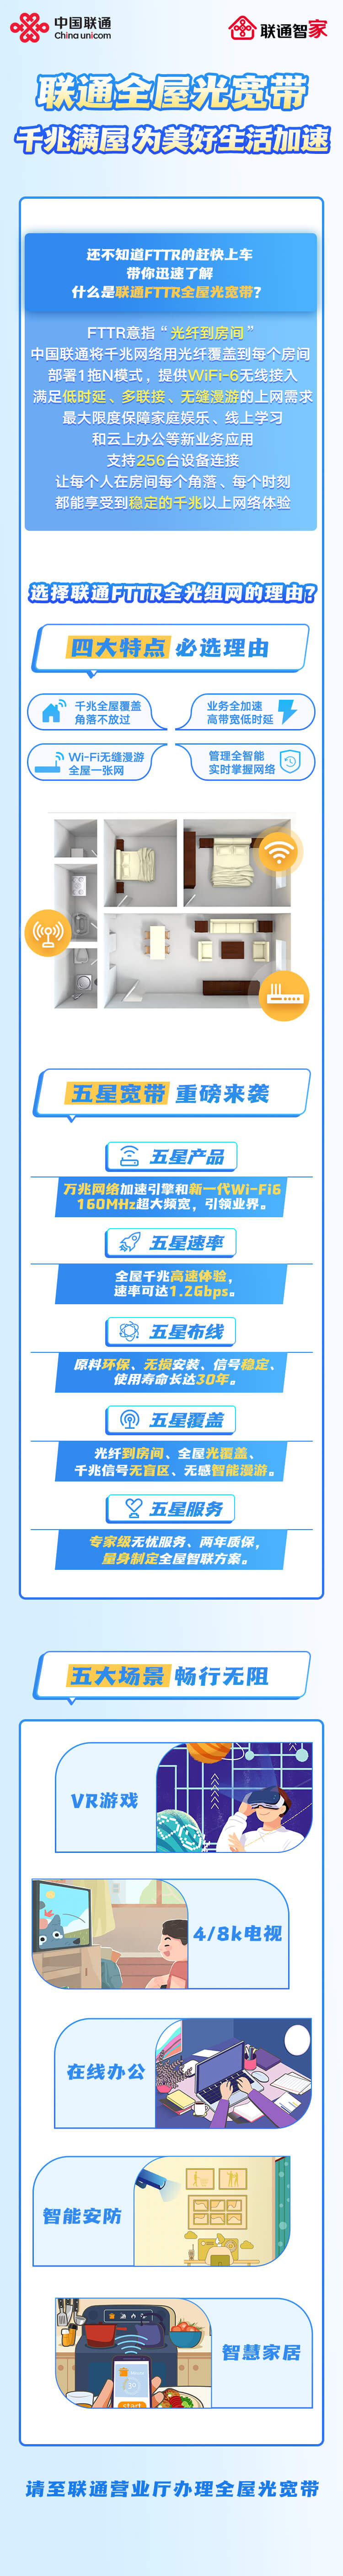 中国联通
China unicom
联通智家
联通全屋光宽带
千兆满屋 为美好生活加速
还不知道FTTR的赶快上车
带你迅速了解
什么是联通FTTR全屋光宽带?
FTTR意指“光纤到房间”
中国联通将千兆网络用光纤覆盖到每个房间
部署1拖N模式，提供WiFi-6无线接入
满足低时延、多联接、无缝漫游的上网需求
最大限度保障家庭娱乐、线上学习
和云上办公等新业务应用
支持256台设备连接
让每个人在房间每个角落、每个时刻
都能享受到稳定的千兆以上网络体验
选择联通FTTR全光组网的理由?
四大特点 必选理由
千兆全屋覆盖
角落不放过
业务全加速
高带宽低时延
Wi-Fi无缝漫游
全屋一张网
管理全智能
实时掌握网络
五星宽带 重磅来袭
五星产品
万兆网络加速引擎和新一代Wi-Fi6
160MHz超大频宽，引领业界。
五星速率
全屋千兆高速体验，
速率可达1.2Gbps。
五星布线
原料环保、无损安装、信号稳定、
使用寿命长达30年。
五星覆盖
光纤到房间、全屋光覆盖、
千兆信号无盲区、无感智能漫游。
五星服务
专家级无忧服务、两年质保，
量身制定全屋智联方案。
五大场景 畅行无阻
VR游戏
4/8k电视
在线办公
智能安防
智慧家居
请至联通营业厅办理全屋光宽带